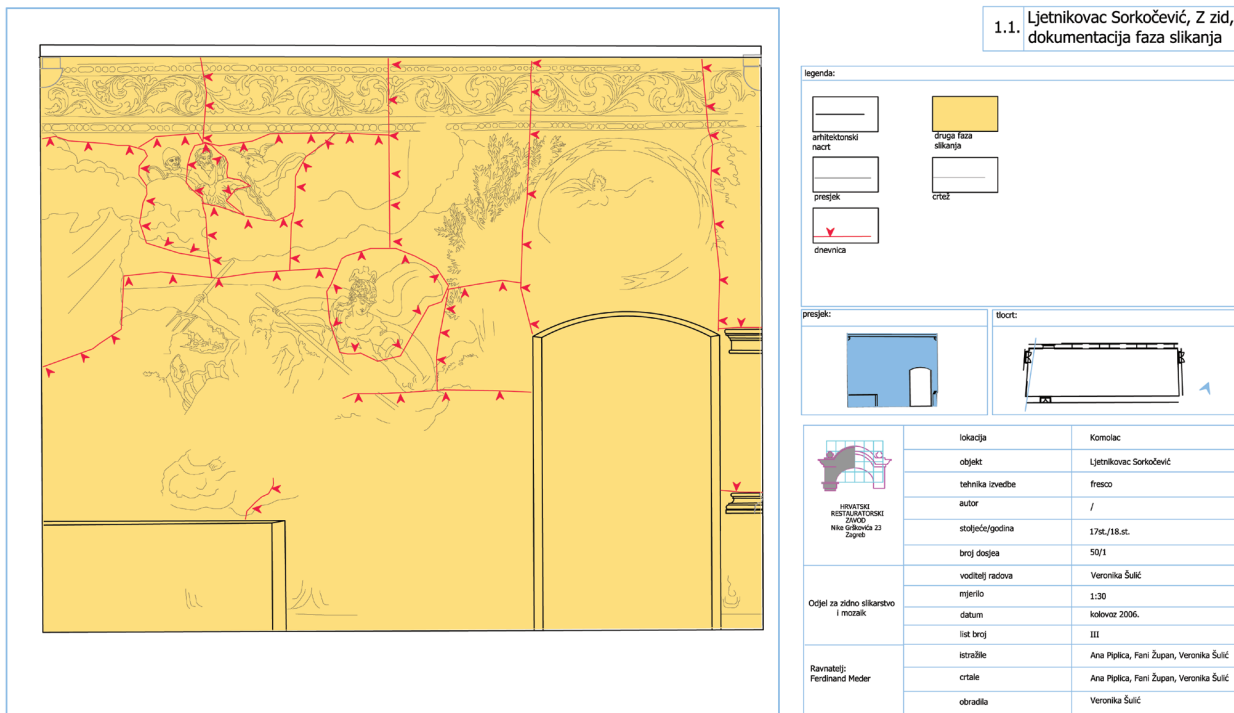 1.1.
Ljetnikovac Sorkočević, Z zid,
dokumentacija faza slikanja
legenda:
arhitektonski
nacrt
druga faza
slikanja
presjek
crtež
dnevnica
presjek:
tlocrt:
HRVATSKI
RESTAURATORSKI
ZAVOD
Nike Grškovića 23
Zagreb
lokacija Komolac
objekt Ljetnikovac Sorkočević
tehnika izvedbe fresco
autor /
stoljeće/godina 17st./18.st.
broj dosjea 50/1
Odjel za zidno slikarstvo
i mozaik
voditelj radova Veronika Šulić
mjerilo 1:30
datum kolovoz 2006.
list broj III
Ravnatelj:
Ferdinand Meder
istražile Ana Piplica, Fani Župan, Veronika Šulić
crtale Ana Piplica, Fani Župan, Veronika Šulić
obradila Veronika Šulić